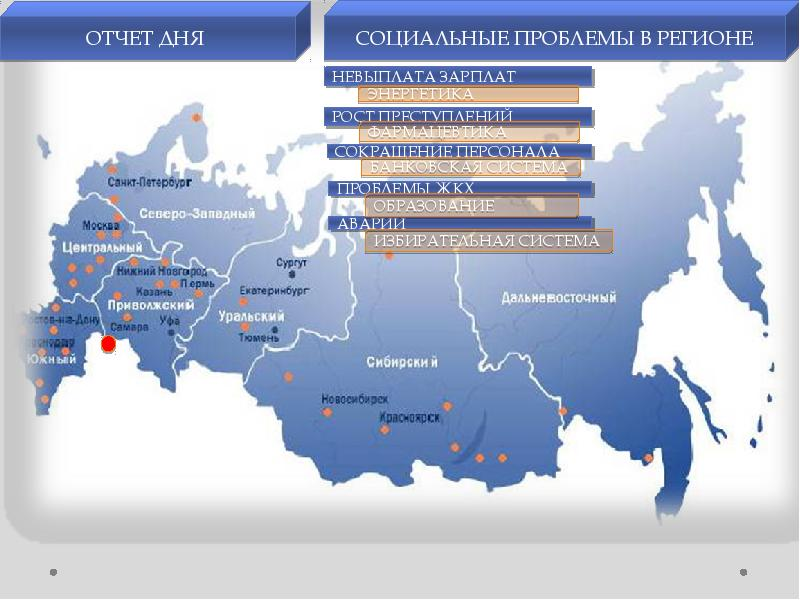 ОТЧЕТ ДНЯ
СОЦИАЛЬНЫЕ ПРОБЛЕМЫ В РЕГИОНЕ
НЕВЫПЛАТА ЗАРПЛАТ
ЭНЕРГЕТИКА
РОСТ ПРЕСТУПЛЕНИЙ
ФАРМАЦЕВТИКА
СОКРАЩЕНИЕ ПЕРСОНАЛА
БАНКОВСКАЯ СИСТЕМА
ПРОБЛЕМЫ ЖКХ
ОБРАЗОВАНИЕ
АВАРИИ
ИЗБИРАТЕЛЬНАЯ СИСТЕМА
Санкт-Петербург
Северо-Западный
Москва
Центральный
Нижний Новгород
Казань
Пермь
Приволжский
Самара
Уфа
Южный
Сургут
Екатеринбург
Уральский
Тюмень
Сибирский
Новосибирск
Красноярск
Дальневосточный